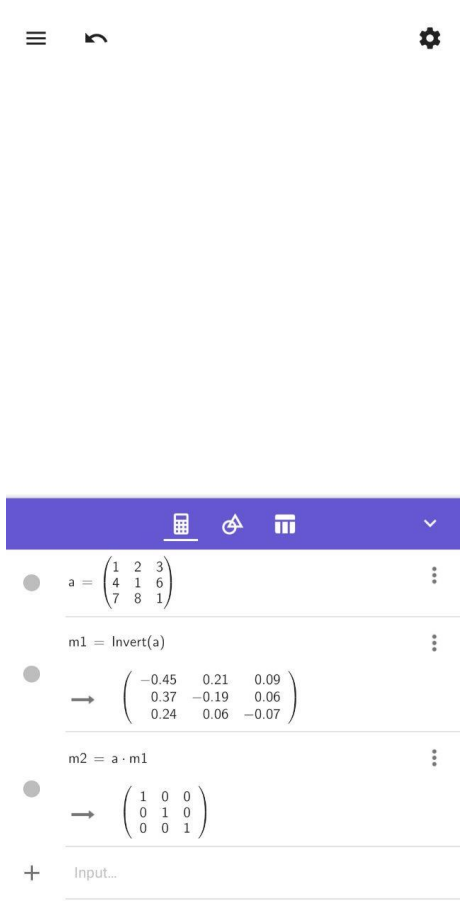 a = (1 2 3
4 1 6
7 8 1)
m1 = Invert(a)
→ (−0.45 0.21 0.09
0.37 −0.19 0.06
0.24 0.06 −0.07)
m2 = a · m1
→ (1 0 0
0 1 0
0 0 1)
+ Input...